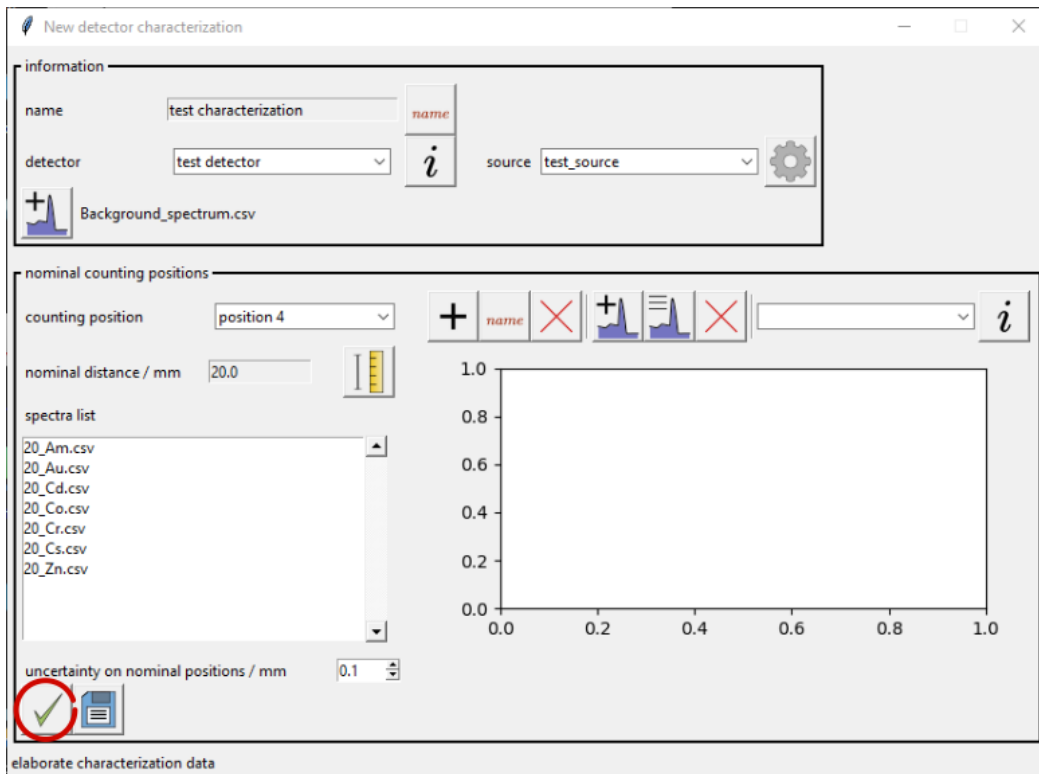 New detector characterization
information
name test characterization name
detector test detector i source test_source
Background_spectrum.csv
nominal counting positions
counting position position 4 name i
nominal distance / mm 20.0
spectra list
20_Am.csv
20_Au.csv
20_Cd.csv
20_Co.csv
20_Cr.csv
20_Cs.csv
20_Zn.csv
1.0
0.8
0.6
0.4
0.2
0.0
0.0 0.2 0.4 0.6 0.8 1.0
uncertainty on nominal positions / mm 0.1
elaborate characterization data